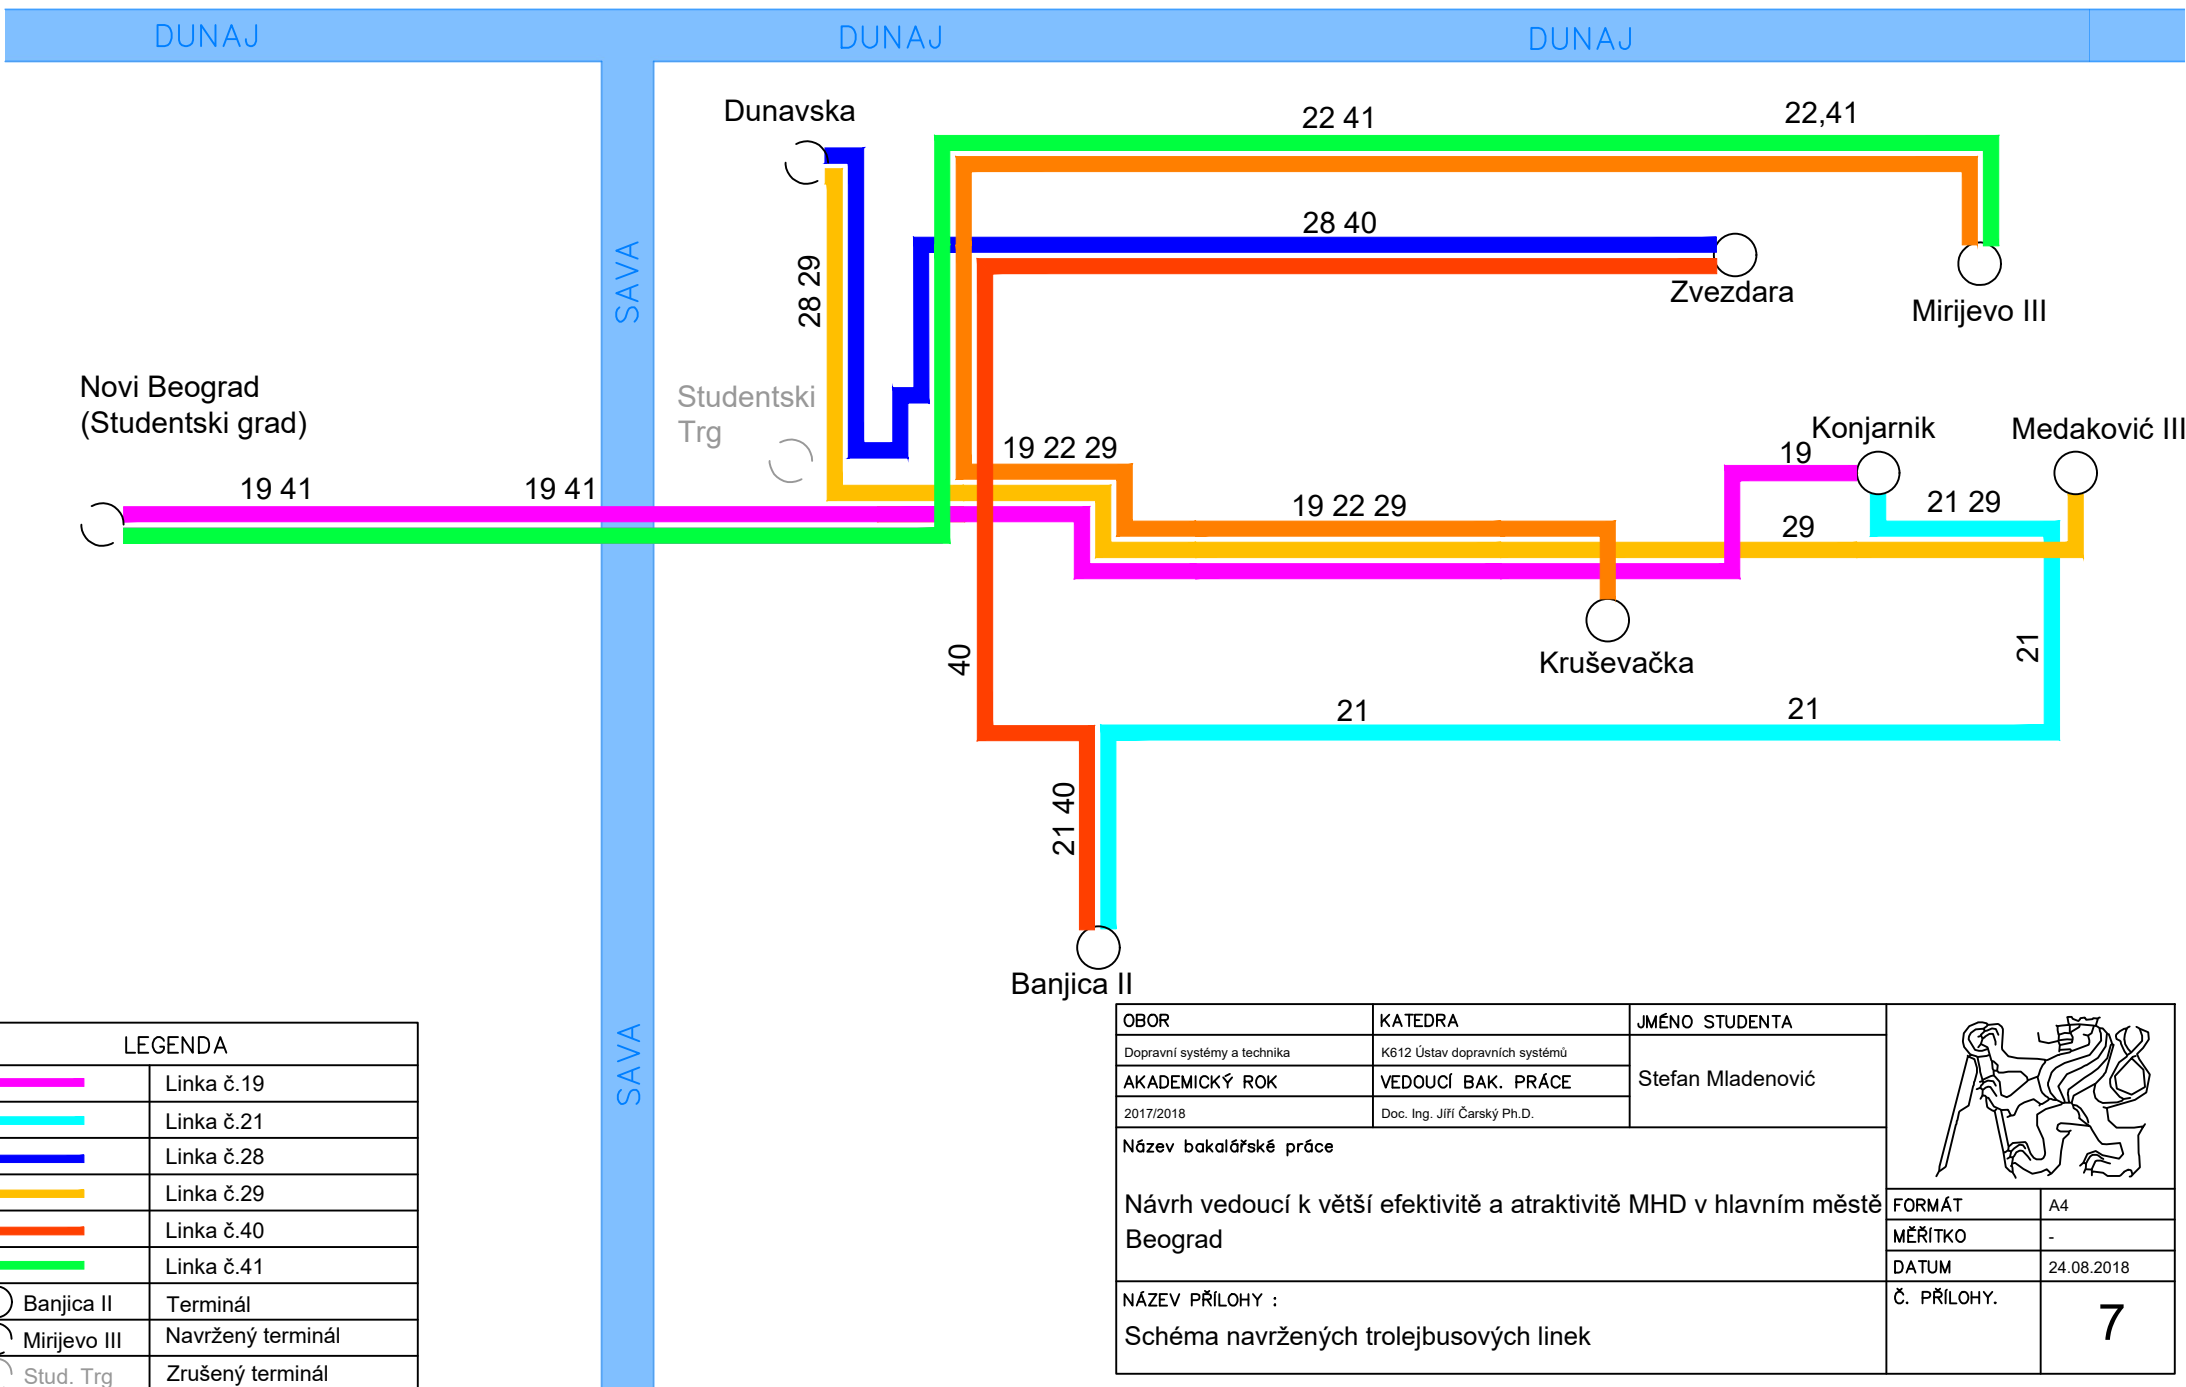 DUNAJ
DUNAJ
DUNAJ
Dunavska
22 41
22,41
28 40
28 29
SAVA
Zvezdara
Mirijevo III
Novi Beograd
(Studentski grad)
Studentski
Trg
19 22 29
Konjarnik
Medaković III
19
19 41
19 41
19 22 29
21 29
29
40
21
Kruševačka
21
21
21 40
Banjica II
SAVA
LEGENDA
Linka č.19
Linka č.21
Linka č.28
Linka č.29
Linka č.40
Linka č.41
Banjica II Terminál
Mirijevo III Navržený terminál
Stud. Trg Zrušený terminál
OBOR KATEDRA JMÉNO STUDENTA
Dopravní systémy a technika K612 Ústav dopravních systémů
Stefan Mladenović
AKADEMICKÝ ROK VEDOUCÍ BAK. PRÁCE
2017/2018 Doc. Ing. Jiří Čarský Ph.D.
Název bakalářské práce
Návrh vedoucí k větší efektivitě a atraktivitě MHD v hlavním městě
Beograd
FORMÁT A4
MĚŘÍTKO -
DATUM 24.08.2018
NÁZEV PŘÍLOHY :
Schéma navržených trolejbusových linek
Č. PŘÍLOHY.
7